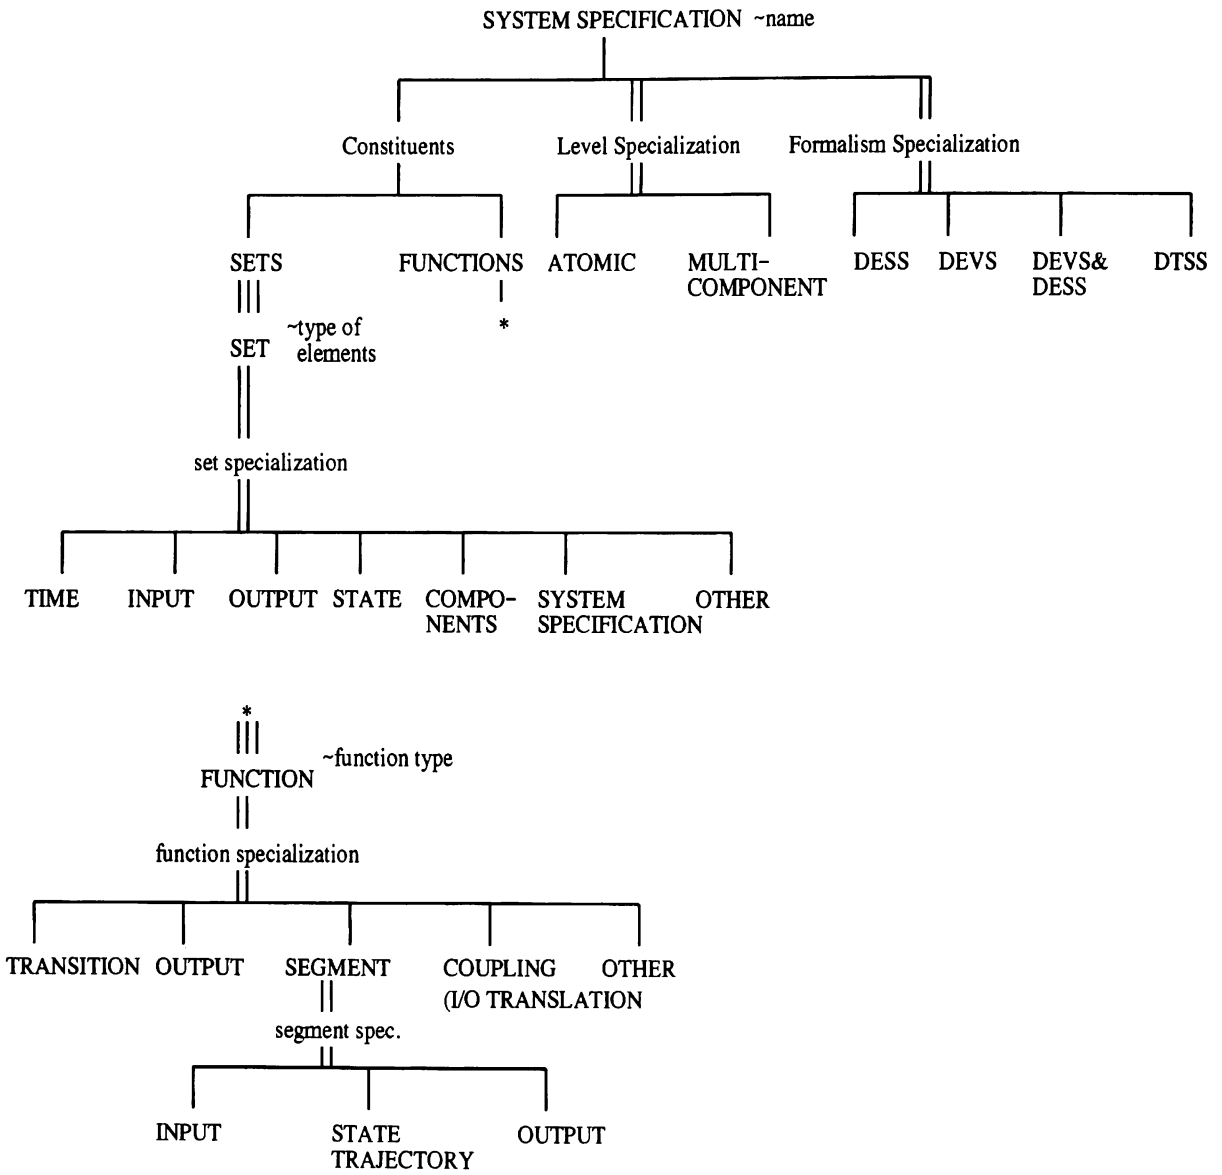 SYSTEM SPECIFICATION ~name
Constituents
Level Specialization
Formalism Specialization
SETS
FUNCTIONS
ATOMIC
MULTI-
COMPONENT
DESS
DEVS
DEVS&
DESS
DTSS
*
SET
~type of
elements
set specialization
TIME
INPUT
OUTPUT
STATE
COMPO-
NENTS
SYSTEM
SPECIFICATION
OTHER
*
FUNCTION
~function type
function specialization
TRANSITION
OUTPUT
SEGMENT
COUPLING
(I/O TRANSLATION
OTHER
segment spec.
INPUT
STATE
TRAJECTORY
OUTPUT